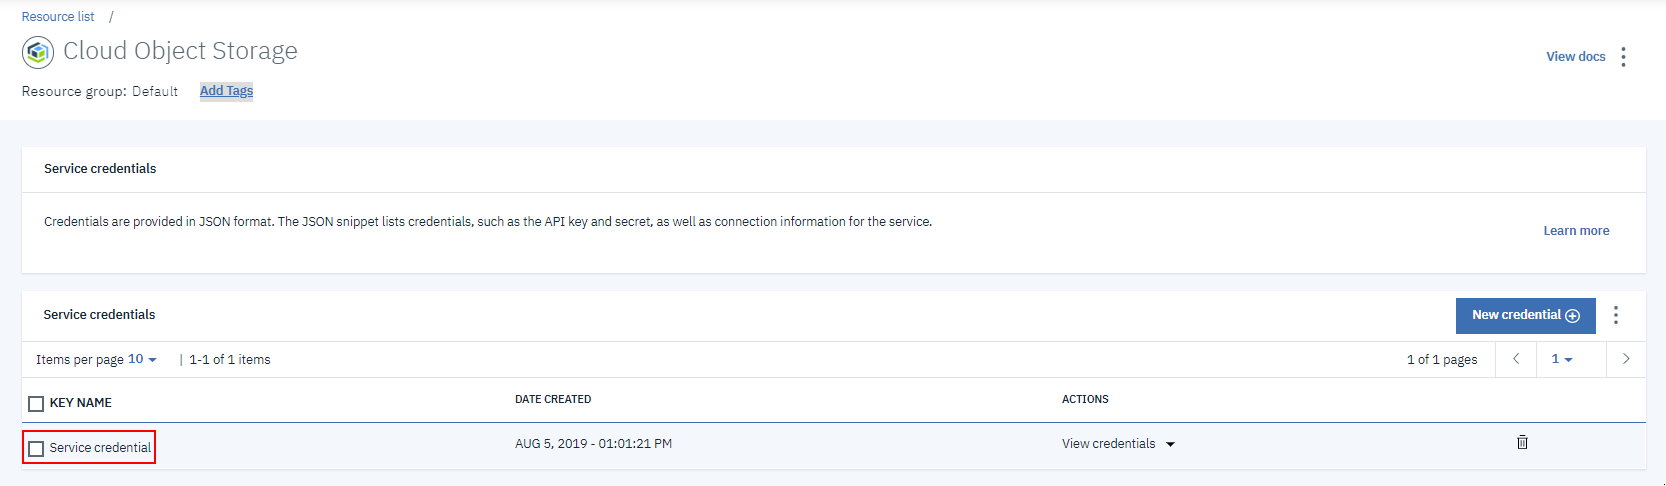 Resource list /
Cloud Object Storage
View docs
Resource group: Default Add Tags
Service credentials
Credentials are provided in JSON format. The JSON snippet lists credentials, such as the API key and secret, as well as connection information for the service.
Learn more
Service credentials
New credential
Items per page 10 | 1-1 of 1 items 1 of 1 pages 1
KEY NAME DATE CREATED ACTIONS
Service credential AUG 5, 2019 - 01:01:21 PM View credentials